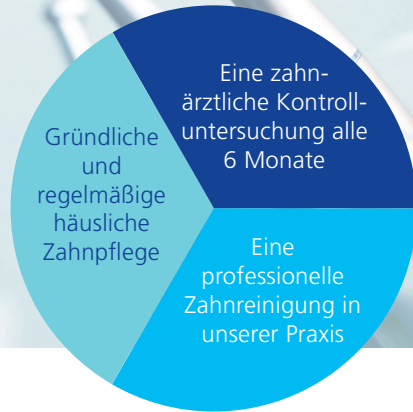 Eine zahn-
ärztliche Kontroll-
untersuchung alle
6 Monate
Gründliche
und
regelmäßige
häusliche
Zahnpflege
Eine
professionelle
Zahnreinigung in
unserer Praxis